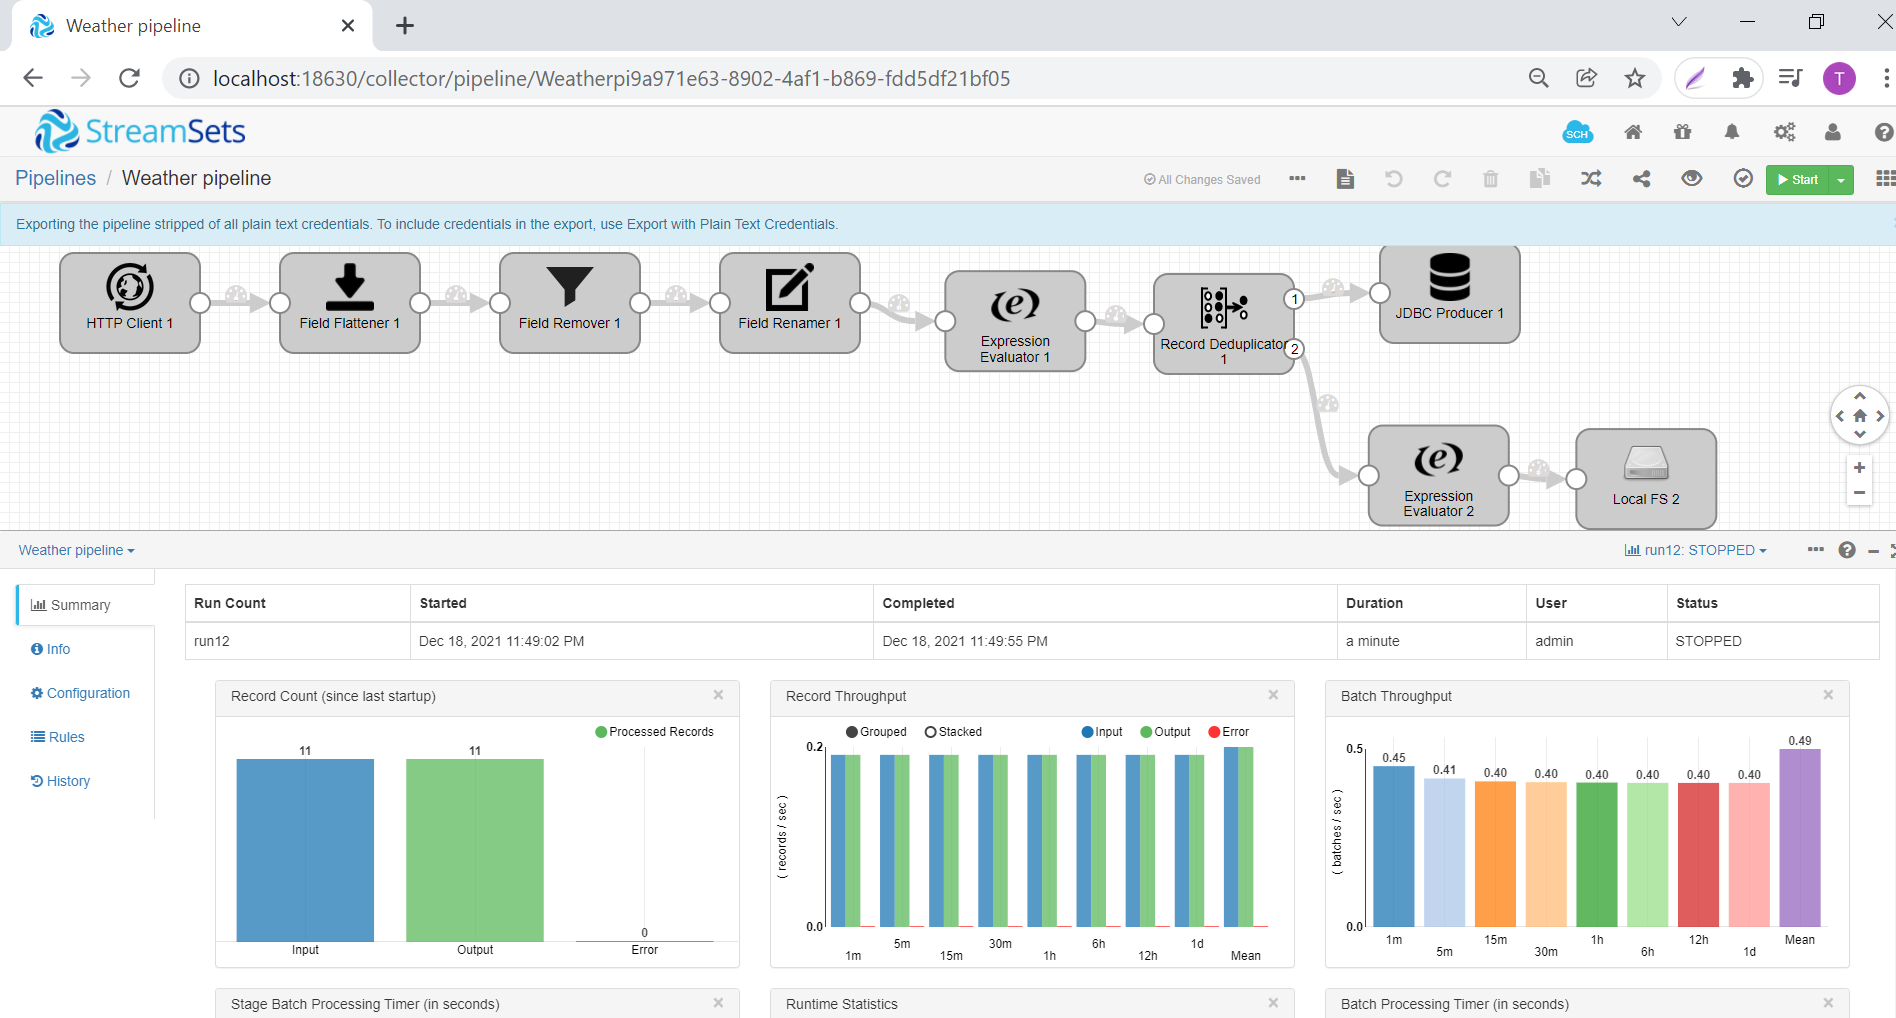 Weather pipeline
localhost:18630/collector/pipeline/Weatherpi9a971e63-8902-4af1-b869-fdd5df21bf05
T
StreamSets
SCH
Pipelines / Weather pipeline
All Changes Saved
Start
Exporting the pipeline stripped of all plain text credentials. To include credentials in the export, use Export with Plain Text Credentials.
HTTP Client 1
Field Flattener 1
Field Remover 1
Field Renamer 1
Expression
Evaluator 1
Record Deduplicator
1
1
2
JDBC Producer 1
Expression
Evaluator 2
Local FS 2
Weather pipeline
run12: STOPPED
Summary
Info
Configuration
Rules
History
Run Count Started Completed Duration User Status
run12 Dec 18, 2021 11:49:02 PM Dec 18, 2021 11:49:55 PM a minute admin STOPPED
Record Count (since last startup)
Processed Records
11 11 0
Input Output Error
Record Throughput
Grouped Stacked Input Output Error
0.2
( records / sec )
0.0
1m 5m 15m 30m 1h 6h 12h 1d Mean
Batch Throughput
0.5
( batches / sec )
0.0
0.45 0.41 0.40 0.40 0.40 0.40 0.40 0.40 0.49
1m 5m 15m 30m 1h 6h 12h 1d Mean
Stage Batch Processing Timer (in seconds)
Runtime Statistics
Batch Processing Timer (in seconds)